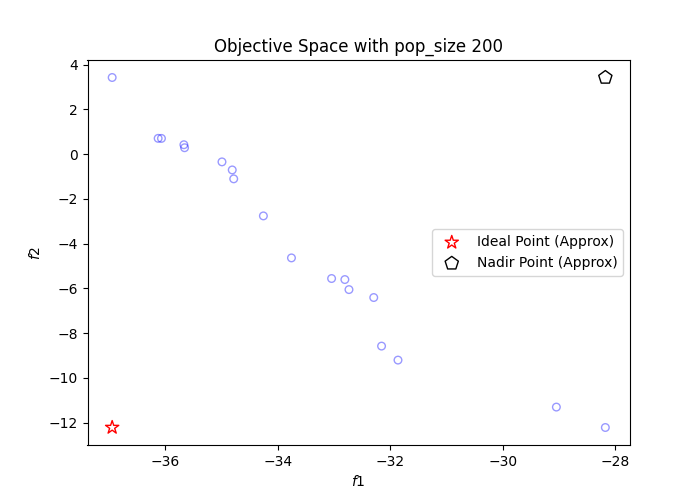 Objective Space with pop_size 200
4
2
0
−2
−4
−6
−8
−10
−12
f2
Ideal Point (Approx)
Nadir Point (Approx)
−36
−34
−32
−30
−28
f1